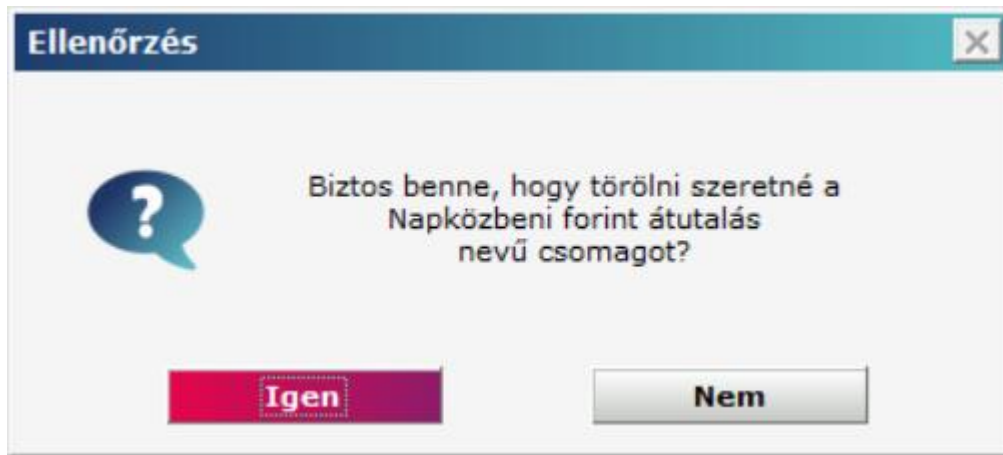 Ellenőrzés
Biztos benne, hogy törölni szeretné a
Napközbeni forint átutalás
nevű csomagot?
Igen
Nem